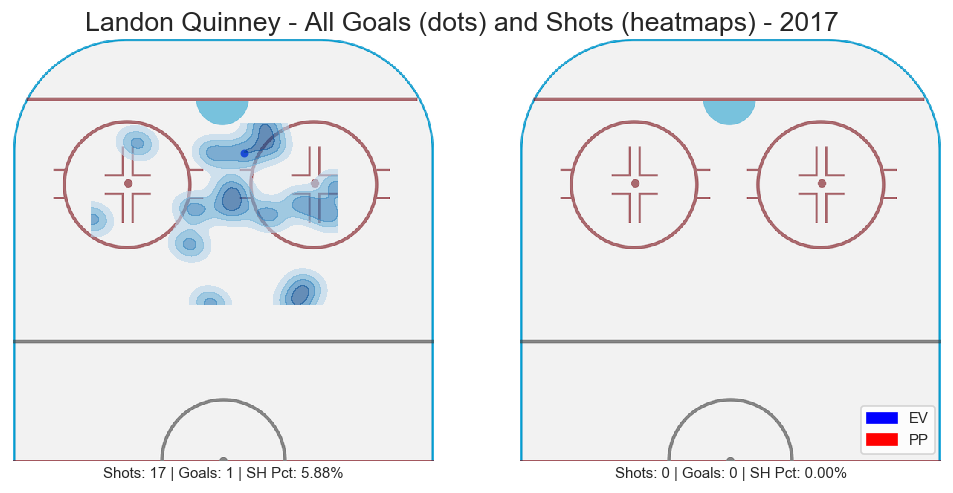 Landon Quinney - All Goals (dots) and Shots (heatmaps) - 2017
EV
PP
Shots: 17 | Goals: 1 | SH Pct: 5.88%
Shots: 0 | Goals: 0 | SH Pct: 0.00%